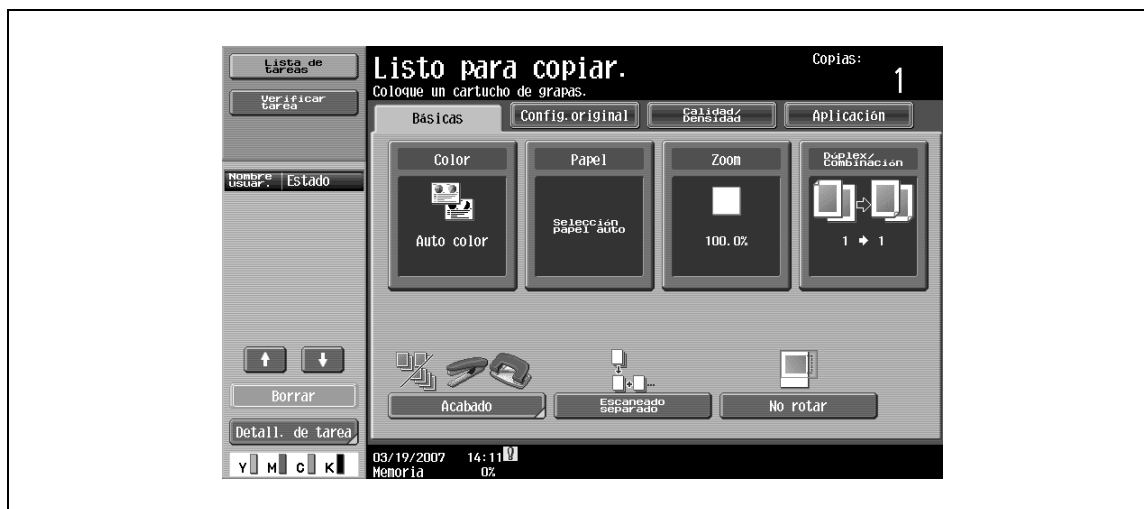 Lista de
tareas
Verificar
tarea
Nombre
usuar.
Estado
Borrar
Detall. de tarea
Y M C K
Listo para copiar.
Coloque un cartucho de grapas.
Copias:
1
Básicas
Config.original
Calidad/
Densidad
Aplicación
Color
Auto color
Papel
Selección
papel auto
Zoom
100.0%
Dúplex/
Combinación
1 → 1
Acabado
Escaneado
separado
No rotar
03/19/2007 14:11
Memoria 0%